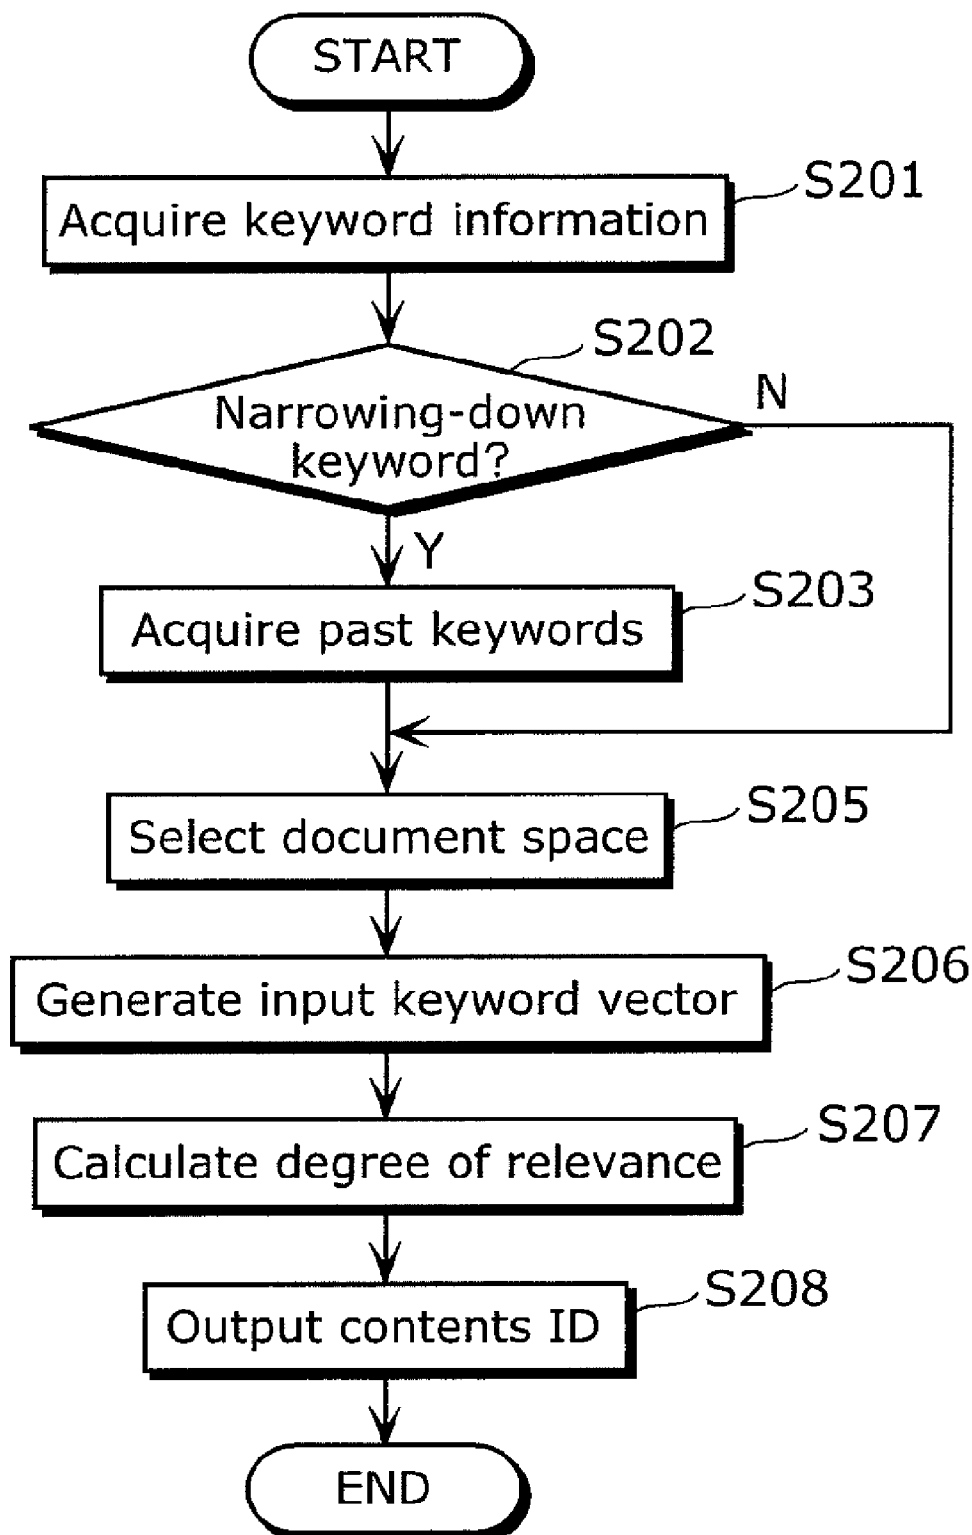 START
S201
Acquire keyword information
S202
N
Narrowing-down
keyword?
Y
S203
Acquire past keywords
S205
Select document space
S206
Generate input keyword vector
S207
Calculate degree of relevance
S208
Output contents ID
END